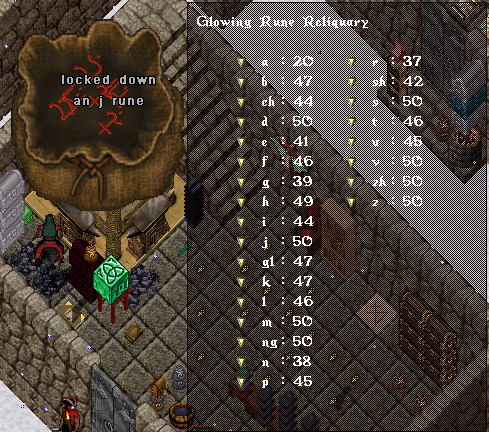 locked down
an j rune
Glowing Rune Reliquary
a : 20
b : 47
ch : 44
d : 50
e : 41
f : 46
g : 39
h : 49
i : 44
j : 50
gl : 47
k : 47
l : 46
m : 50
ng : 50
n : 38
p : 45
r : 37
sh : 42
s : 50
t : 46
u : 45
v : 50
zh : 50
z : 50